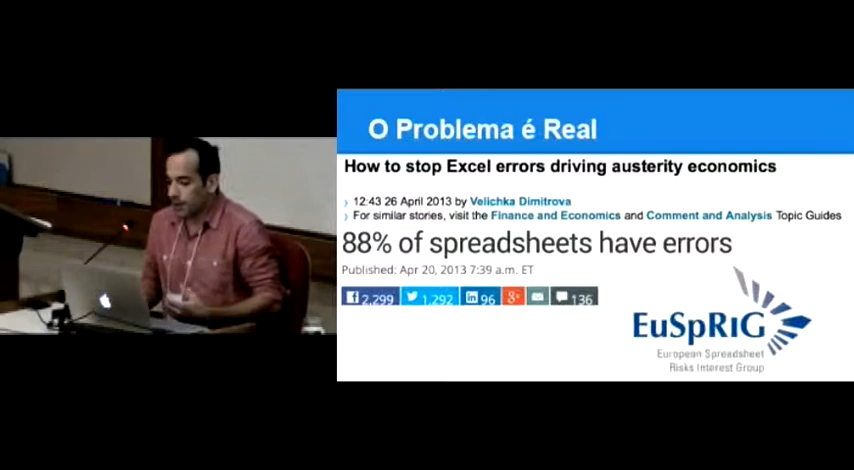 O Problema é Real
How to stop Excel errors driving austerity economics
12:43 26 April 2013 by Velichka Dimitrova
For similar stories, visit the Finance and Economics and Comment and Analysis Topic Guides
88% of spreadsheets have errors
Published: Apr 20, 2013 7:39 a.m. ET
2,299 1,292 in 96 g+ 136
EuSpRIG
European Spreadsheet
Risks Interest Group